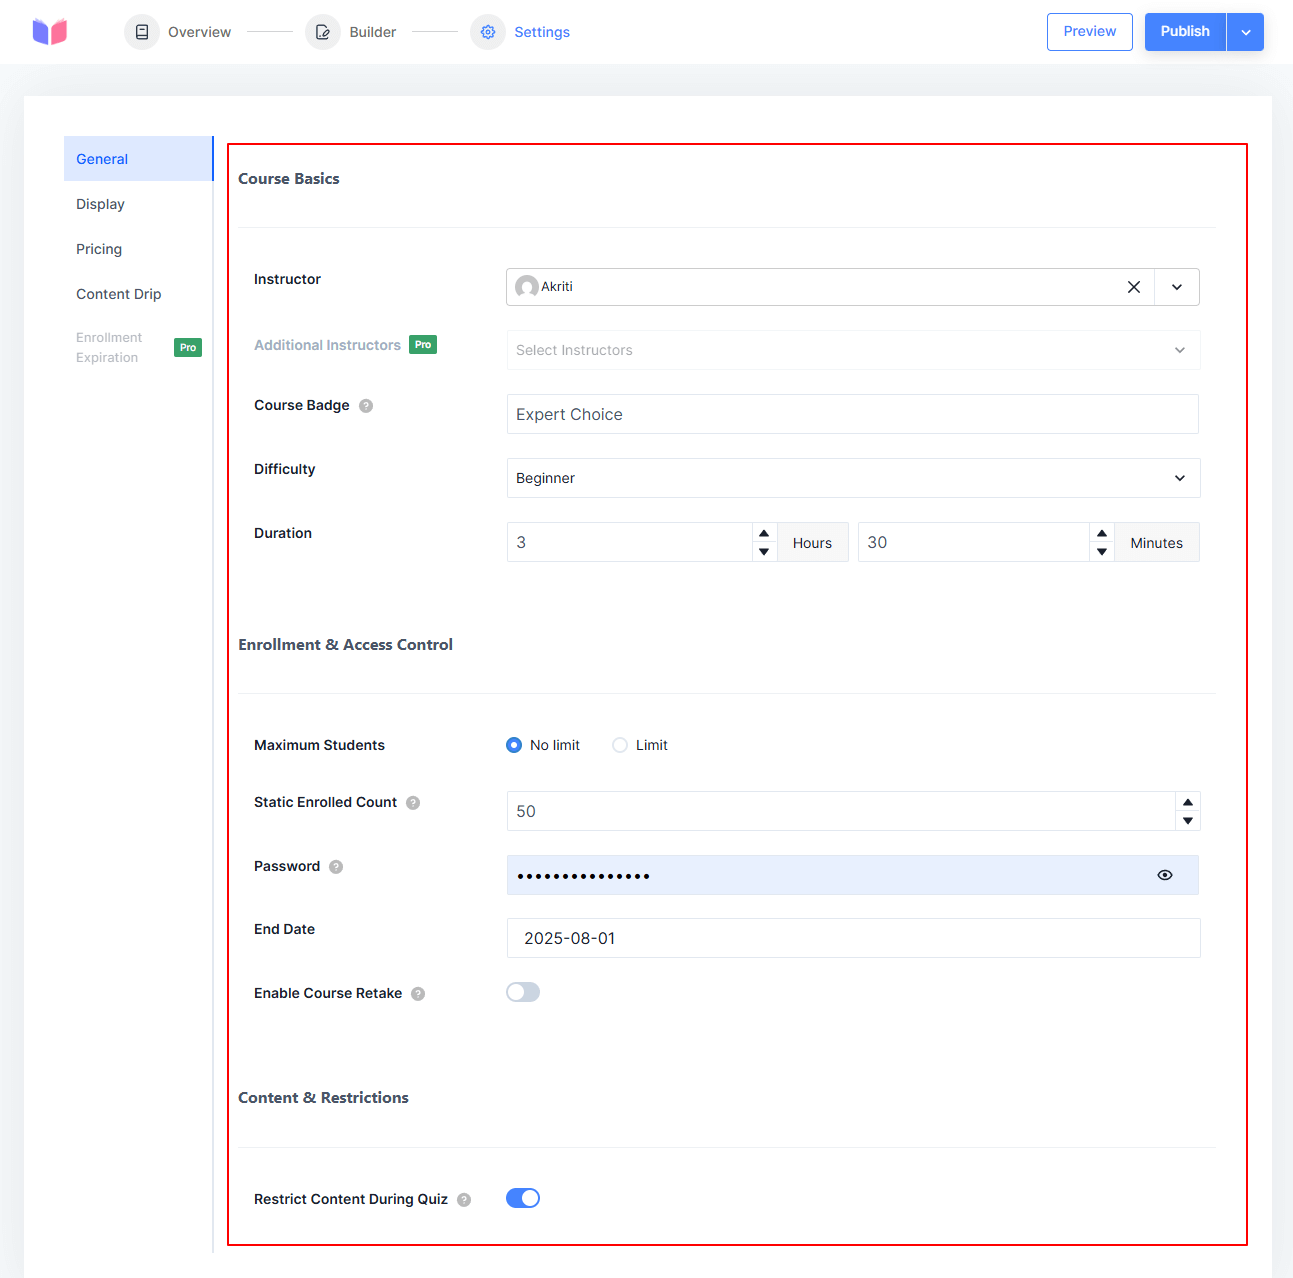 Overview
Builder
Settings
Preview
Publish
General
Display
Pricing
Content Drip
Enrollment
Expiration
Pro
Course Basics
Instructor
Akriti
Additional Instructors Pro
Select Instructors
Course Badge ?
Expert Choice
Difficulty
Beginner
Duration
3
Hours
30
Minutes
Enrollment & Access Control
Maximum Students
No limit
Limit
Static Enrolled Count ?
50
Password ?
•••••••••••••••
End Date
2025-08-01
Enable Course Retake ?
Content & Restrictions
Restrict Content During Quiz ?